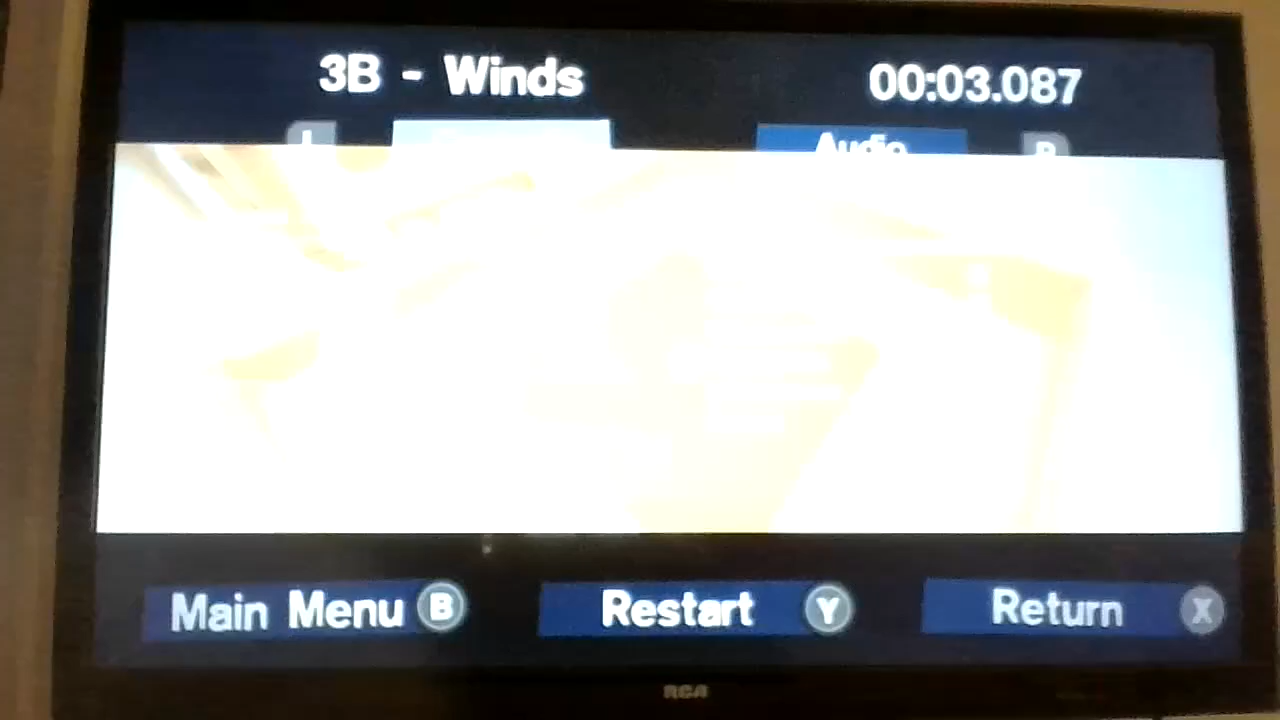 3B - Winds
00:03.087
L
Audio
R
Main Menu B
Restart Y
Return X
RCA